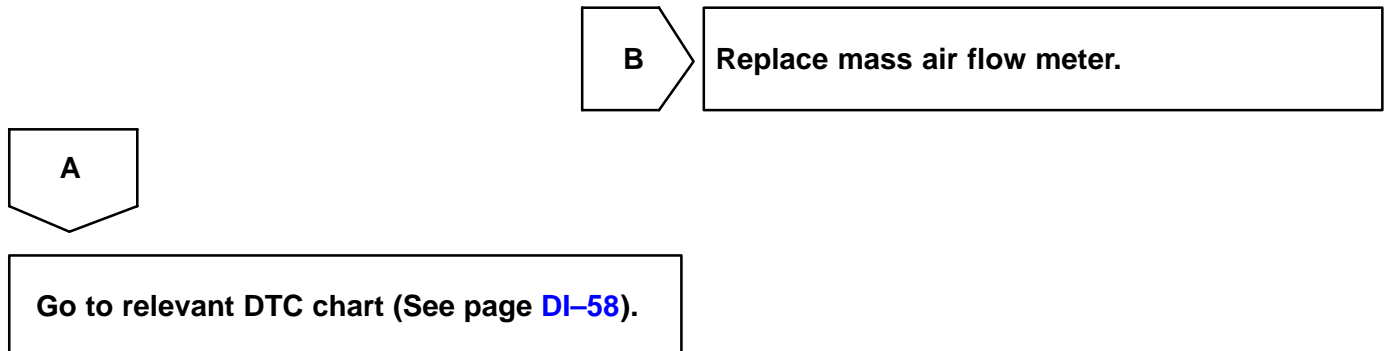 B
Replace mass air flow meter.
A
Go to relevant DTC chart (See page DI–58).